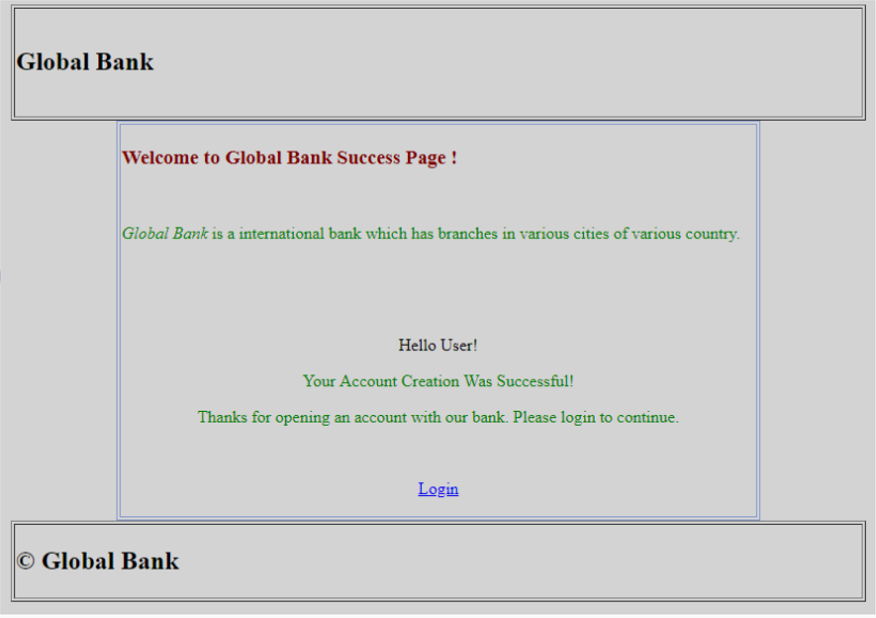 Global Bank
Welcome to Global Bank Success Page !
Global Bank is a international bank which has branches in various cities of various country.
Hello User!
Your Account Creation Was Successful!
Thanks for opening an account with our bank. Please login to continue.
Login
© Global Bank